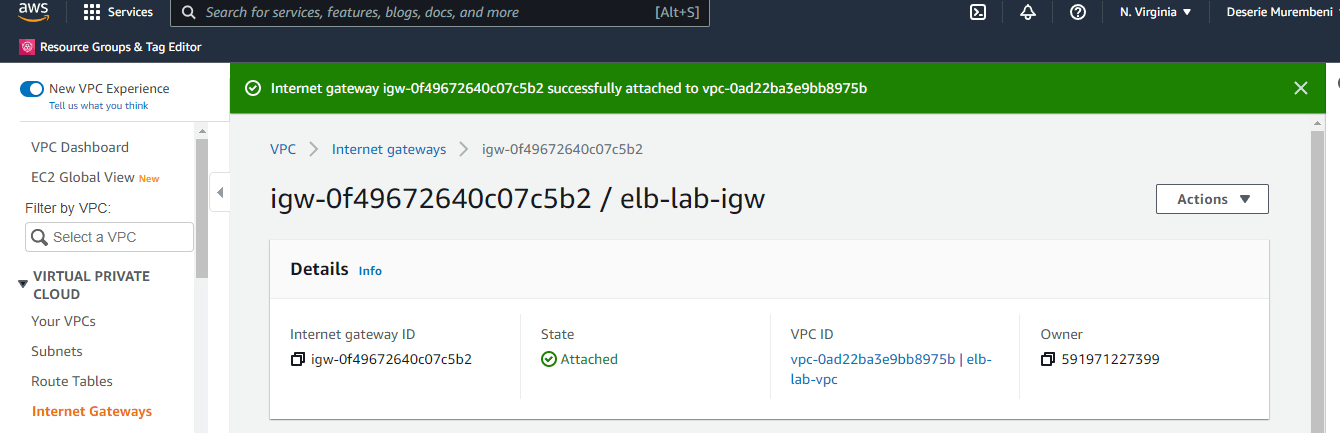 aws
Services
Search for services, features, blogs, docs, and more
[Alt+S]
N. Virginia
Deserie Murembeni
Resource Groups & Tag Editor
New VPC Experience
Tell us what you think
VPC Dashboard
EC2 Global View New
Filter by VPC:
Select a VPC
VIRTUAL PRIVATE
CLOUD
Your VPCs
Subnets
Route Tables
Internet Gateways
Internet gateway igw-0f49672640c07c5b2 successfully attached to vpc-0ad22ba3e9bb8975b
VPC
Internet gateways
igw-0f49672640c07c5b2
igw-0f49672640c07c5b2 / elb-lab-igw
Actions
Details Info
Internet gateway ID
igw-0f49672640c07c5b2
State
Attached
VPC ID
vpc-0ad22ba3e9bb8975b | elb-
lab-vpc
Owner
591971227399